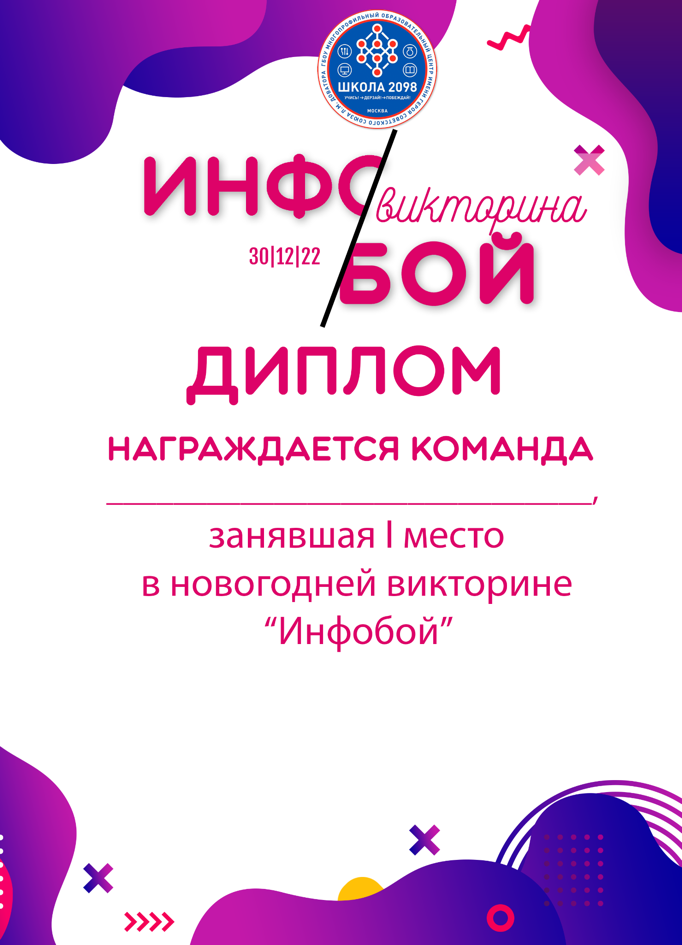 ГБОУ МНОГОПРОФИЛЬНЫЙ ОБРАЗОВАТЕЛЬНЫЙ ЦЕНТР ИМЕНИ ГЕРОЯ СОВЕТСКОГО СОЮЗА Л.М. ДОВАТОРА
ШКОЛА 2098
УЧИСЬ! ДЕРЗАЙ! ПОБЕЖДАЙ!
МОСКВА
ИНФО
викторина
30|12|22
БОЙ
ДИПЛОМ
НАГРАЖДАЕТСЯ КОМАНДА
_____________________________,
занявшая I место
в новогодней викторине
“Инфобой”